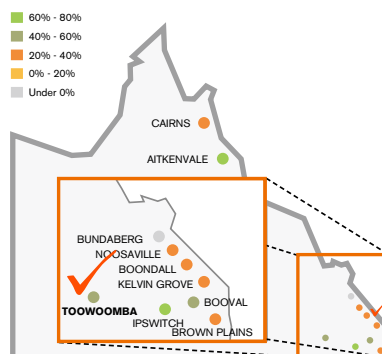 60% - 80%
40% - 60%
20% - 40%
0% - 20%
Under 0%
CAIRNS
AITKENVALE
BUNDABERG
NOOSAVILLE
BOONDALL
KELVIN GROVE
BOOVAL
TOOWOOMBA
IPSWITCH
BROWN PLAINS